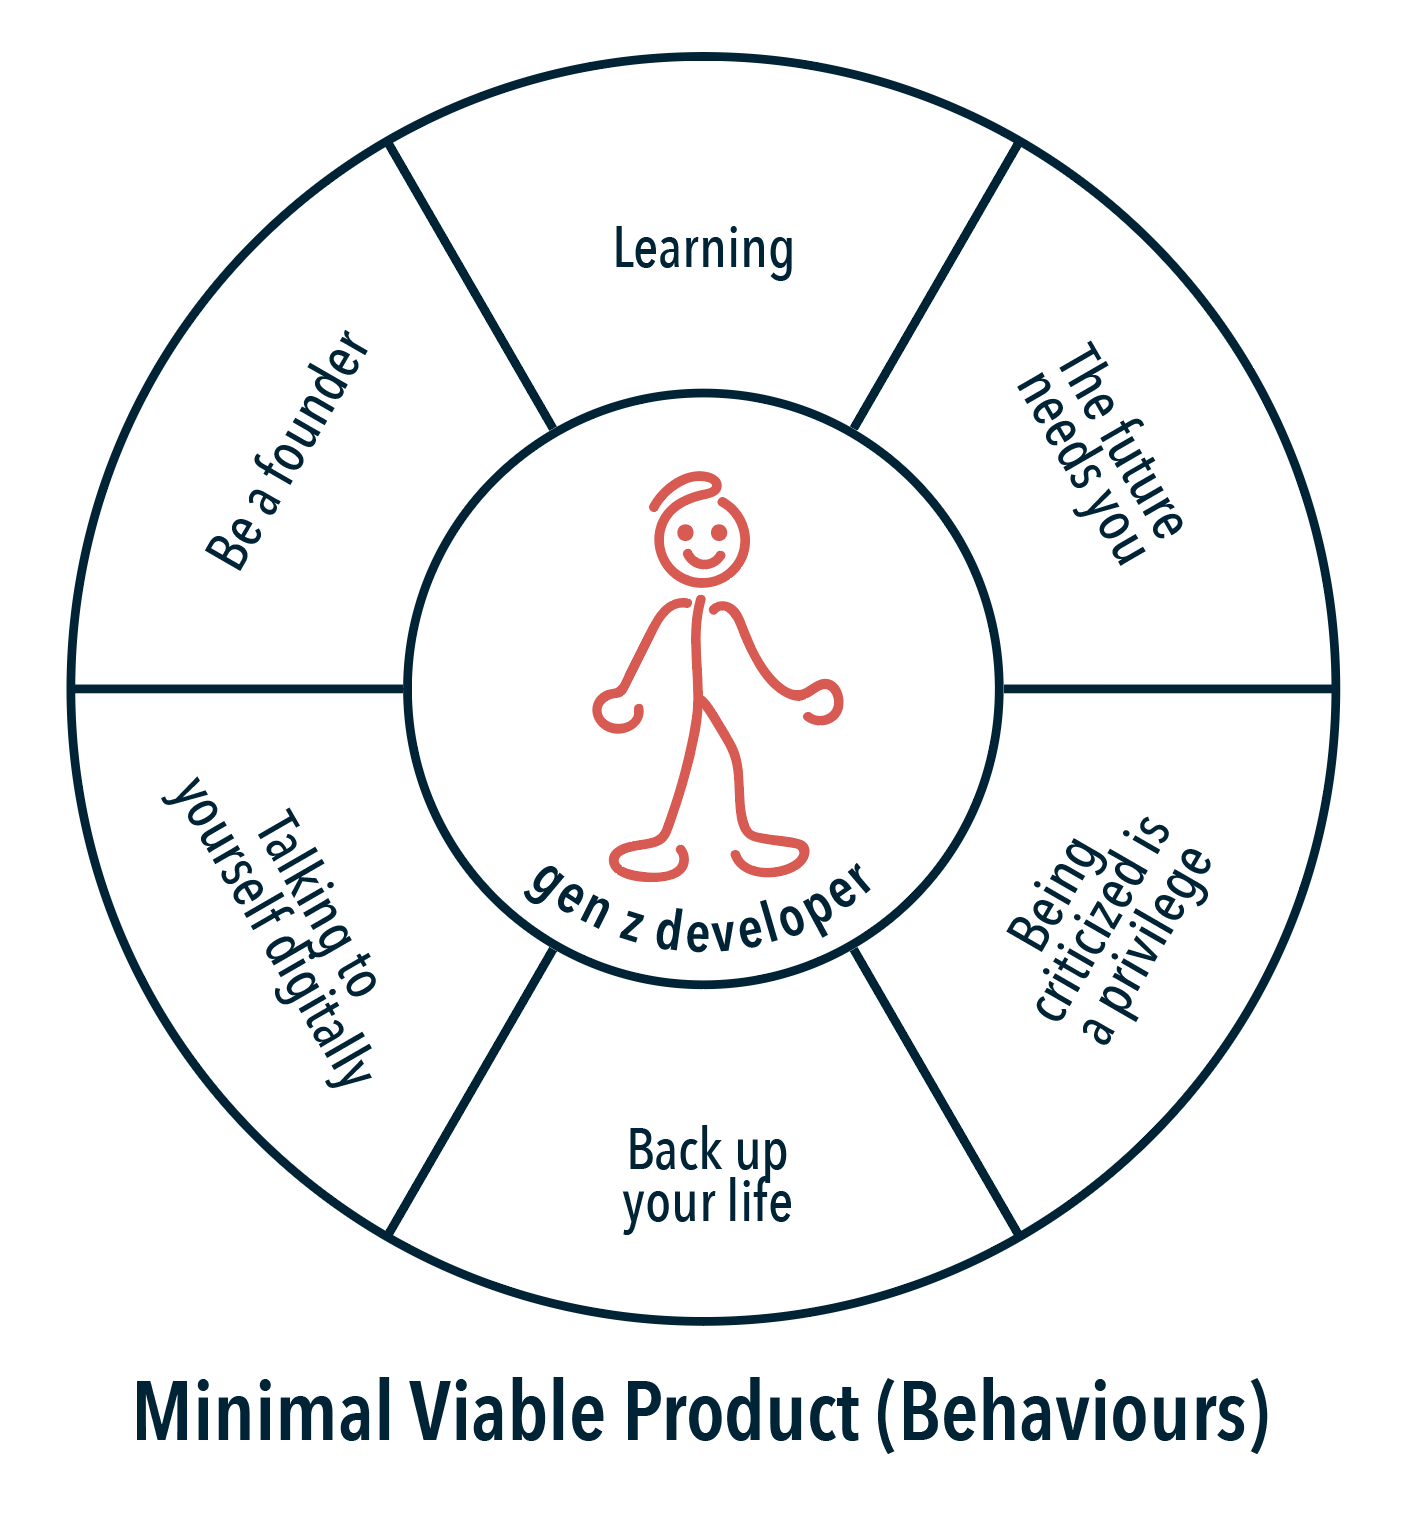 Learning
The future
needs you
Being
criticized is
a privilege
Back up
your life
Talking to
yourself digitally
Be a founder
gen z developer
Minimal Viable Product (Behaviours)